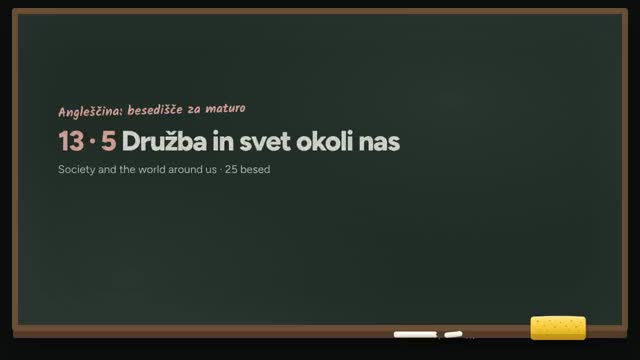 Angleščina: besedišče za maturo
13 · 5 Družba in svet okoli nas
Society and the world around us · 25 besed